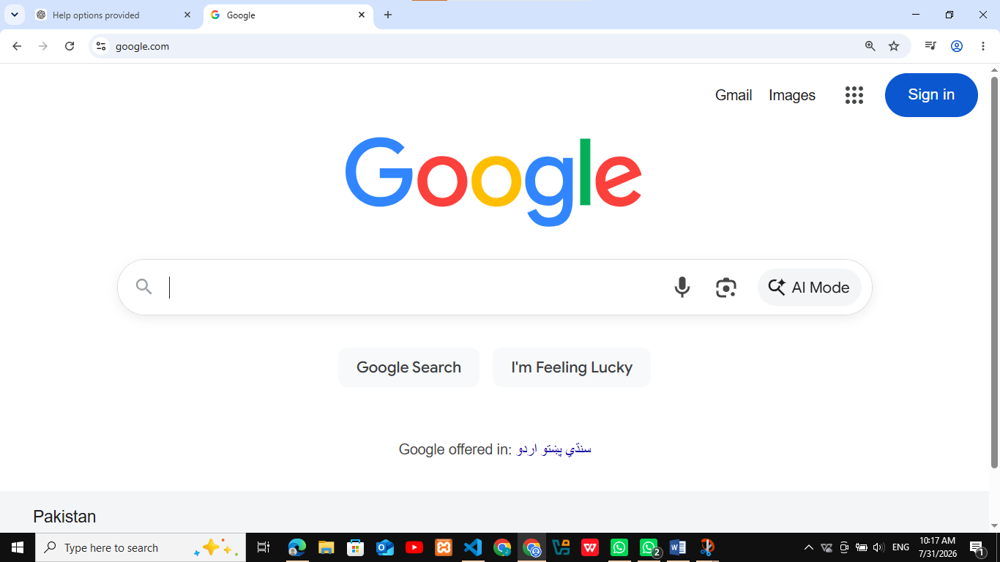 Help options provided
Google
google.com
Gmail Images Sign in
Google
AI Mode
Google Search I'm Feeling Lucky
Google offered in: اردو پښتو سنڌي
Pakistan
Type here to search
2
ENG
10:17 AM
7/31/2026
1